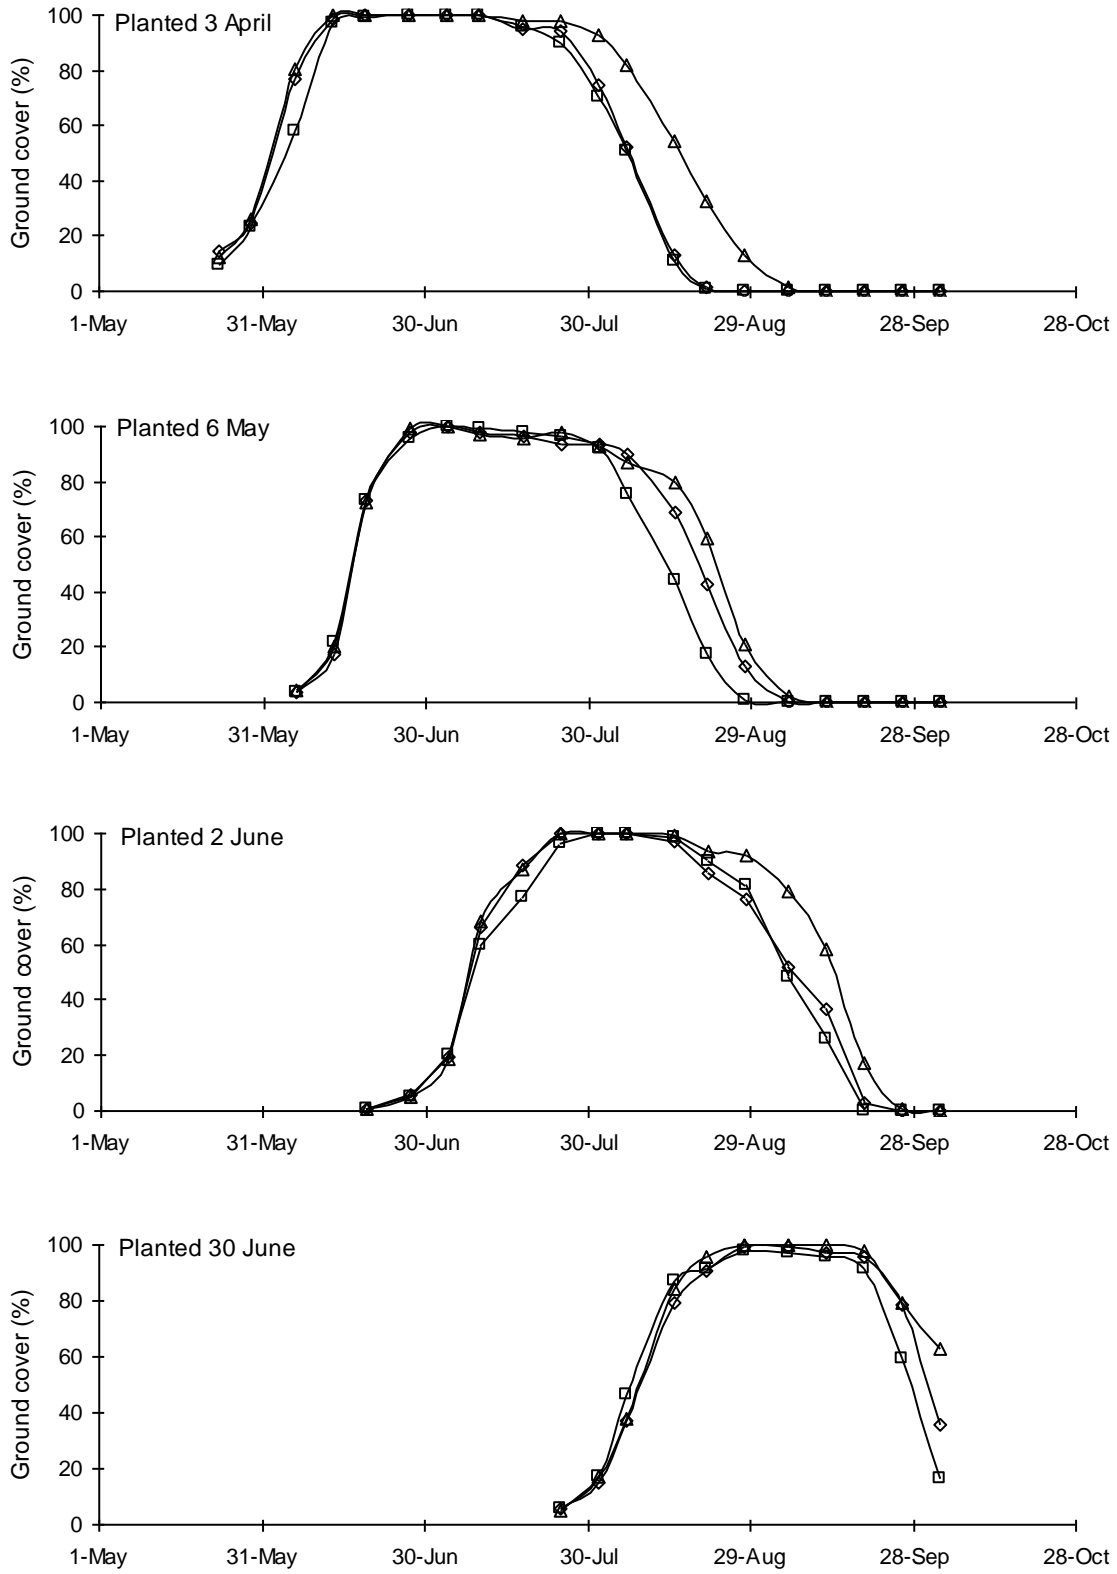 Planted 3 April
Ground cover (%)
100
80
60
40
20
0
1-May 31-May 30-Jun 30-Jul 29-Aug 28-Sep 28-Oct
Planted 6 May
Ground cover (%)
100
80
60
40
20
0
1-May 31-May 30-Jun 30-Jul 29-Aug 28-Sep 28-Oct
Planted 2 June
Ground cover (%)
100
80
60
40
20
0
1-May 31-May 30-Jun 30-Jul 29-Aug 28-Sep 28-Oct
Planted 30 June
Ground cover (%)
100
80
60
40
20
0
1-May 31-May 30-Jun 30-Jul 29-Aug 28-Sep 28-Oct